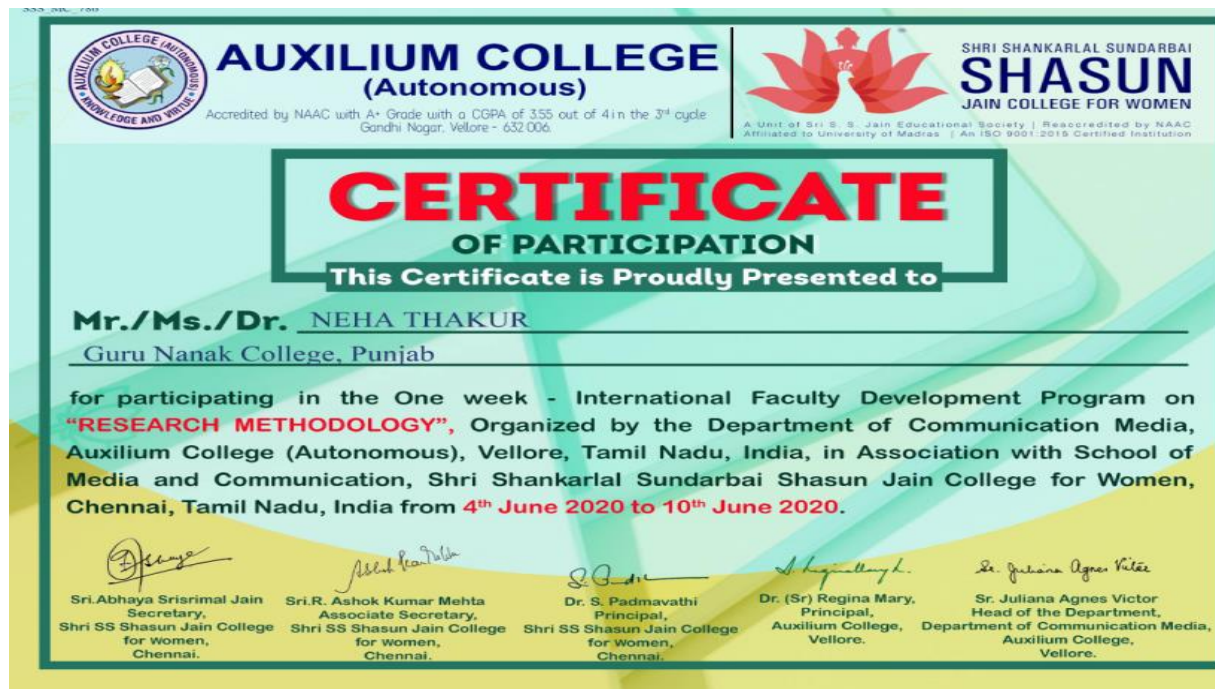 SSS_MC_786
AUXILIUM COLLEGE (AUTONOMOUS)
KNOWLEDGE AND VIRTUE
AUXILIUM COLLEGE
(Autonomous)
Accredited by NAAC with A+ Grade with a CGPA of 3.55 out of 4 in the 3rd cycle
Gandhi Nagar, Vellore - 632 006.
SHRI SHANKARLAL SUNDARBAI
SHASUN
JAIN COLLEGE FOR WOMEN
A Unit of Sri S. S. Jain Educational Society | Reaccredited by NAAC
Affiliated to University of Madras | An ISO 9001:2015 Certified Institution
CERTIFICATE
OF PARTICIPATION
This Certificate is Proudly Presented to
Mr./Ms./Dr. NEHA THAKUR
Guru Nanak College, Punjab
for participating in the One week - International Faculty Development Program on
“RESEARCH METHODOLOGY”, Organized by the Department of Communication Media,
Auxilium College (Autonomous), Vellore, Tamil Nadu, India, in Association with School of
Media and Communication, Shri Shankarlal Sundarbai Shasun Jain College for Women,
Chennai, Tamil Nadu, India from 4th June 2020 to 10th June 2020.
Sri.Abhaya Srisrimal Jain
Secretary,
Shri SS Shasun Jain College
for Women,
Chennai.
Sri.R. Ashok Kumar Mehta
Associate Secretary,
Shri SS Shasun Jain College
for Women,
Chennai.
Dr. S. Padmavathi
Principal,
Shri SS Shasun Jain College
for Women,
Chennai.
Dr. (Sr) Regina Mary,
Principal,
Auxilium College,
Vellore.
Sr. Juliana Agnes Victor
Sr. Juliana Agnes Victor
Head of the Department,
Department of Communication Media,
Auxilium College,
Vellore.